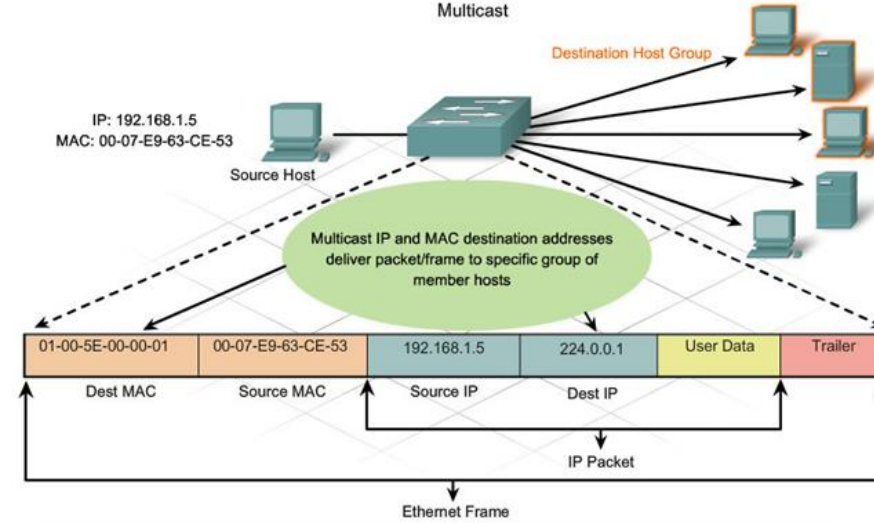 Multicast
Destination Host Group
IP: 192.168.1.5
MAC: 00-07-E9-63-CE-53
Source Host
Multicast IP and MAC destination addresses
deliver packet/frame to specific group of
member hosts
01-00-5E-00-00-01 00-07-E9-63-CE-53 192.168.1.5 224.0.0.1 User Data Trailer
Dest MAC Source MAC Source IP Dest IP
IP Packet
Ethernet Frame